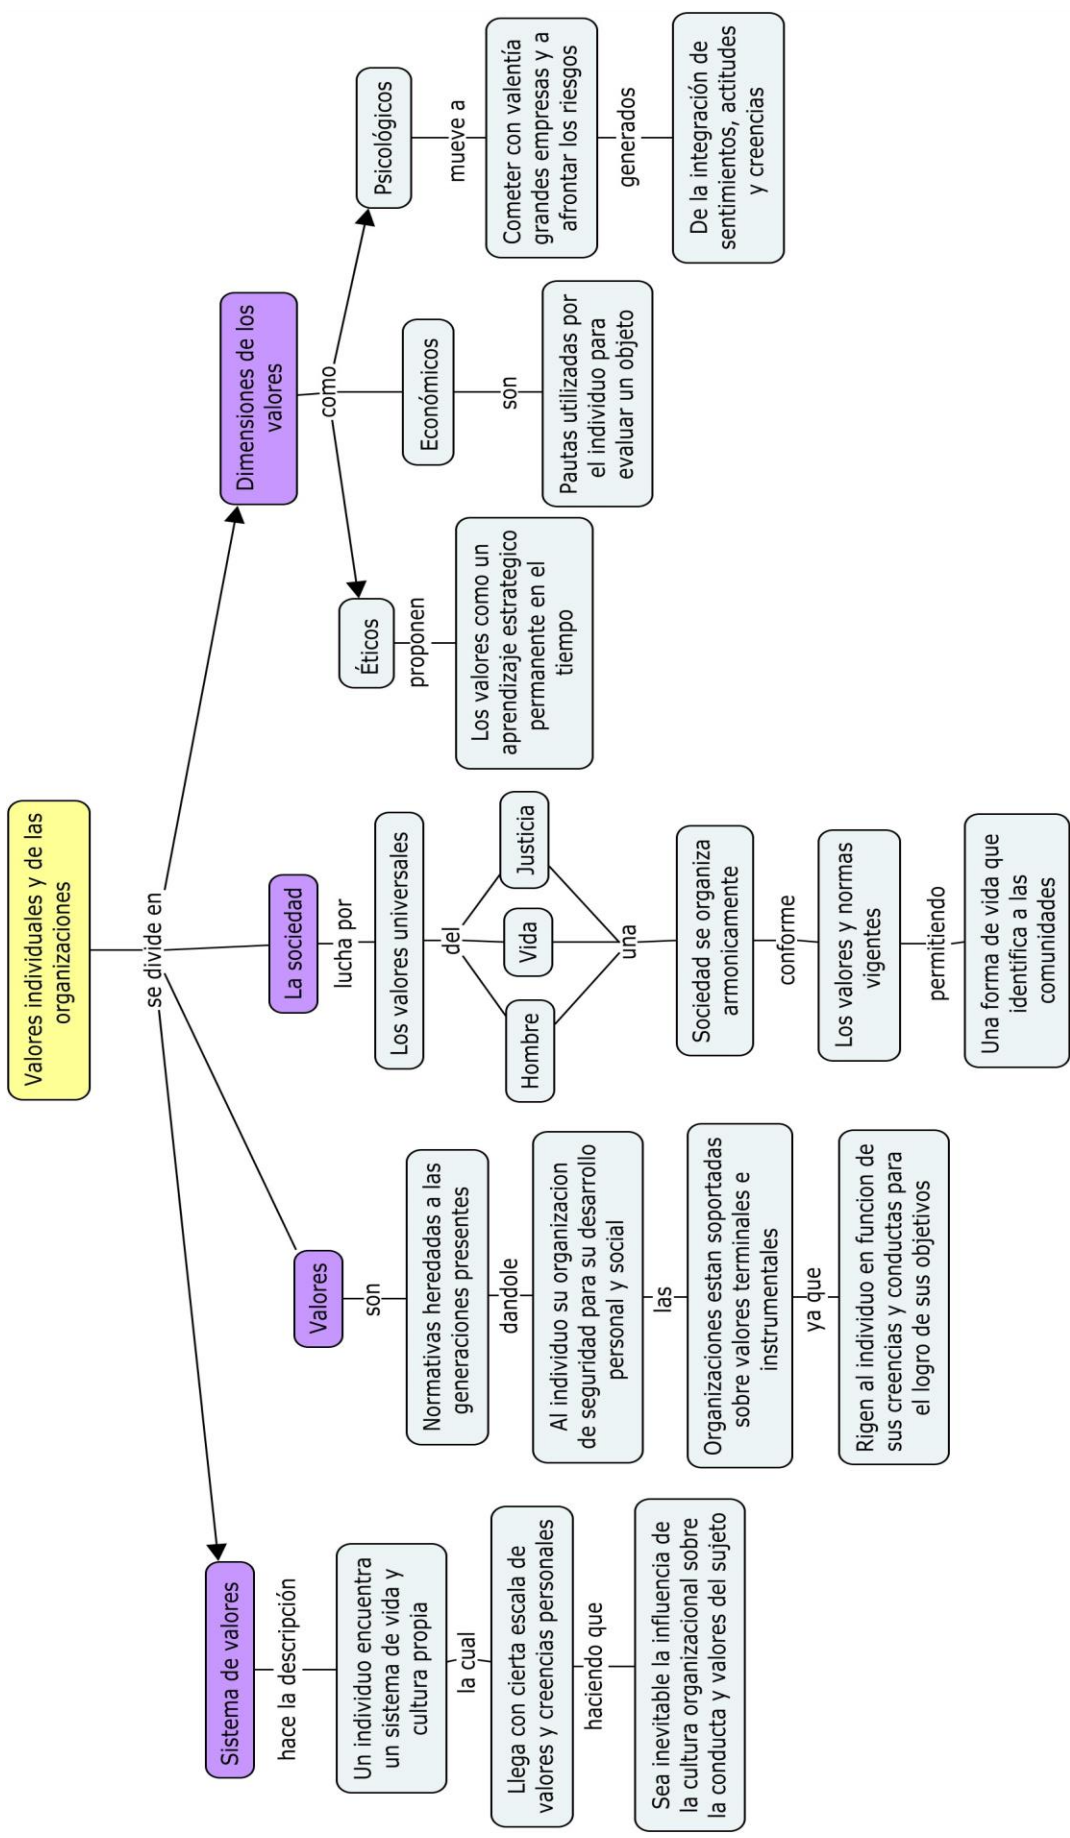 Valores individuales y de las
organizaciones
se divide en
Sistema de valores
hace la descripción
Un individuo encuentra
un sistema de vida y
cultura propia
la cual
Llega con cierta escala de
valores y creencias personales
haciendo que
Sea inevitable la influencia de
la cultura organizacional sobre
la conducta y valores del sujeto
Valores
son
Normativas heredadas a las
generaciones presentes
dandole
Al individuo su organizacion
de seguridad para su desarrollo
personal y social
las
Organizaciones estan soportadas
sobre valores terminales e
instrumentales
ya que
Rigen al individuo en funcion de
sus creencias y conductas para
el logro de sus objetivos
La sociedad
lucha por
Los valores universales
del
Hombre
Vida
Justicia
una
Sociedad se organiza
armonicamente
conforme
Los valores y normas
vigentes
permitiendo
Una forma de vida que
identifica a las
comunidades
Dimensiones de los
valores
como
Éticos
proponen
Los valores como un
aprendizaje estrategico
permanente en el
tiempo
Económicos
son
Pautas utilizadas por
el individuo para
evaluar un objeto
Psicológicos
mueve a
Cometer con valentía
grandes empresas y a
afrontar los riesgos
generados
De la integración de
sentimientos, actitudes
y creencias